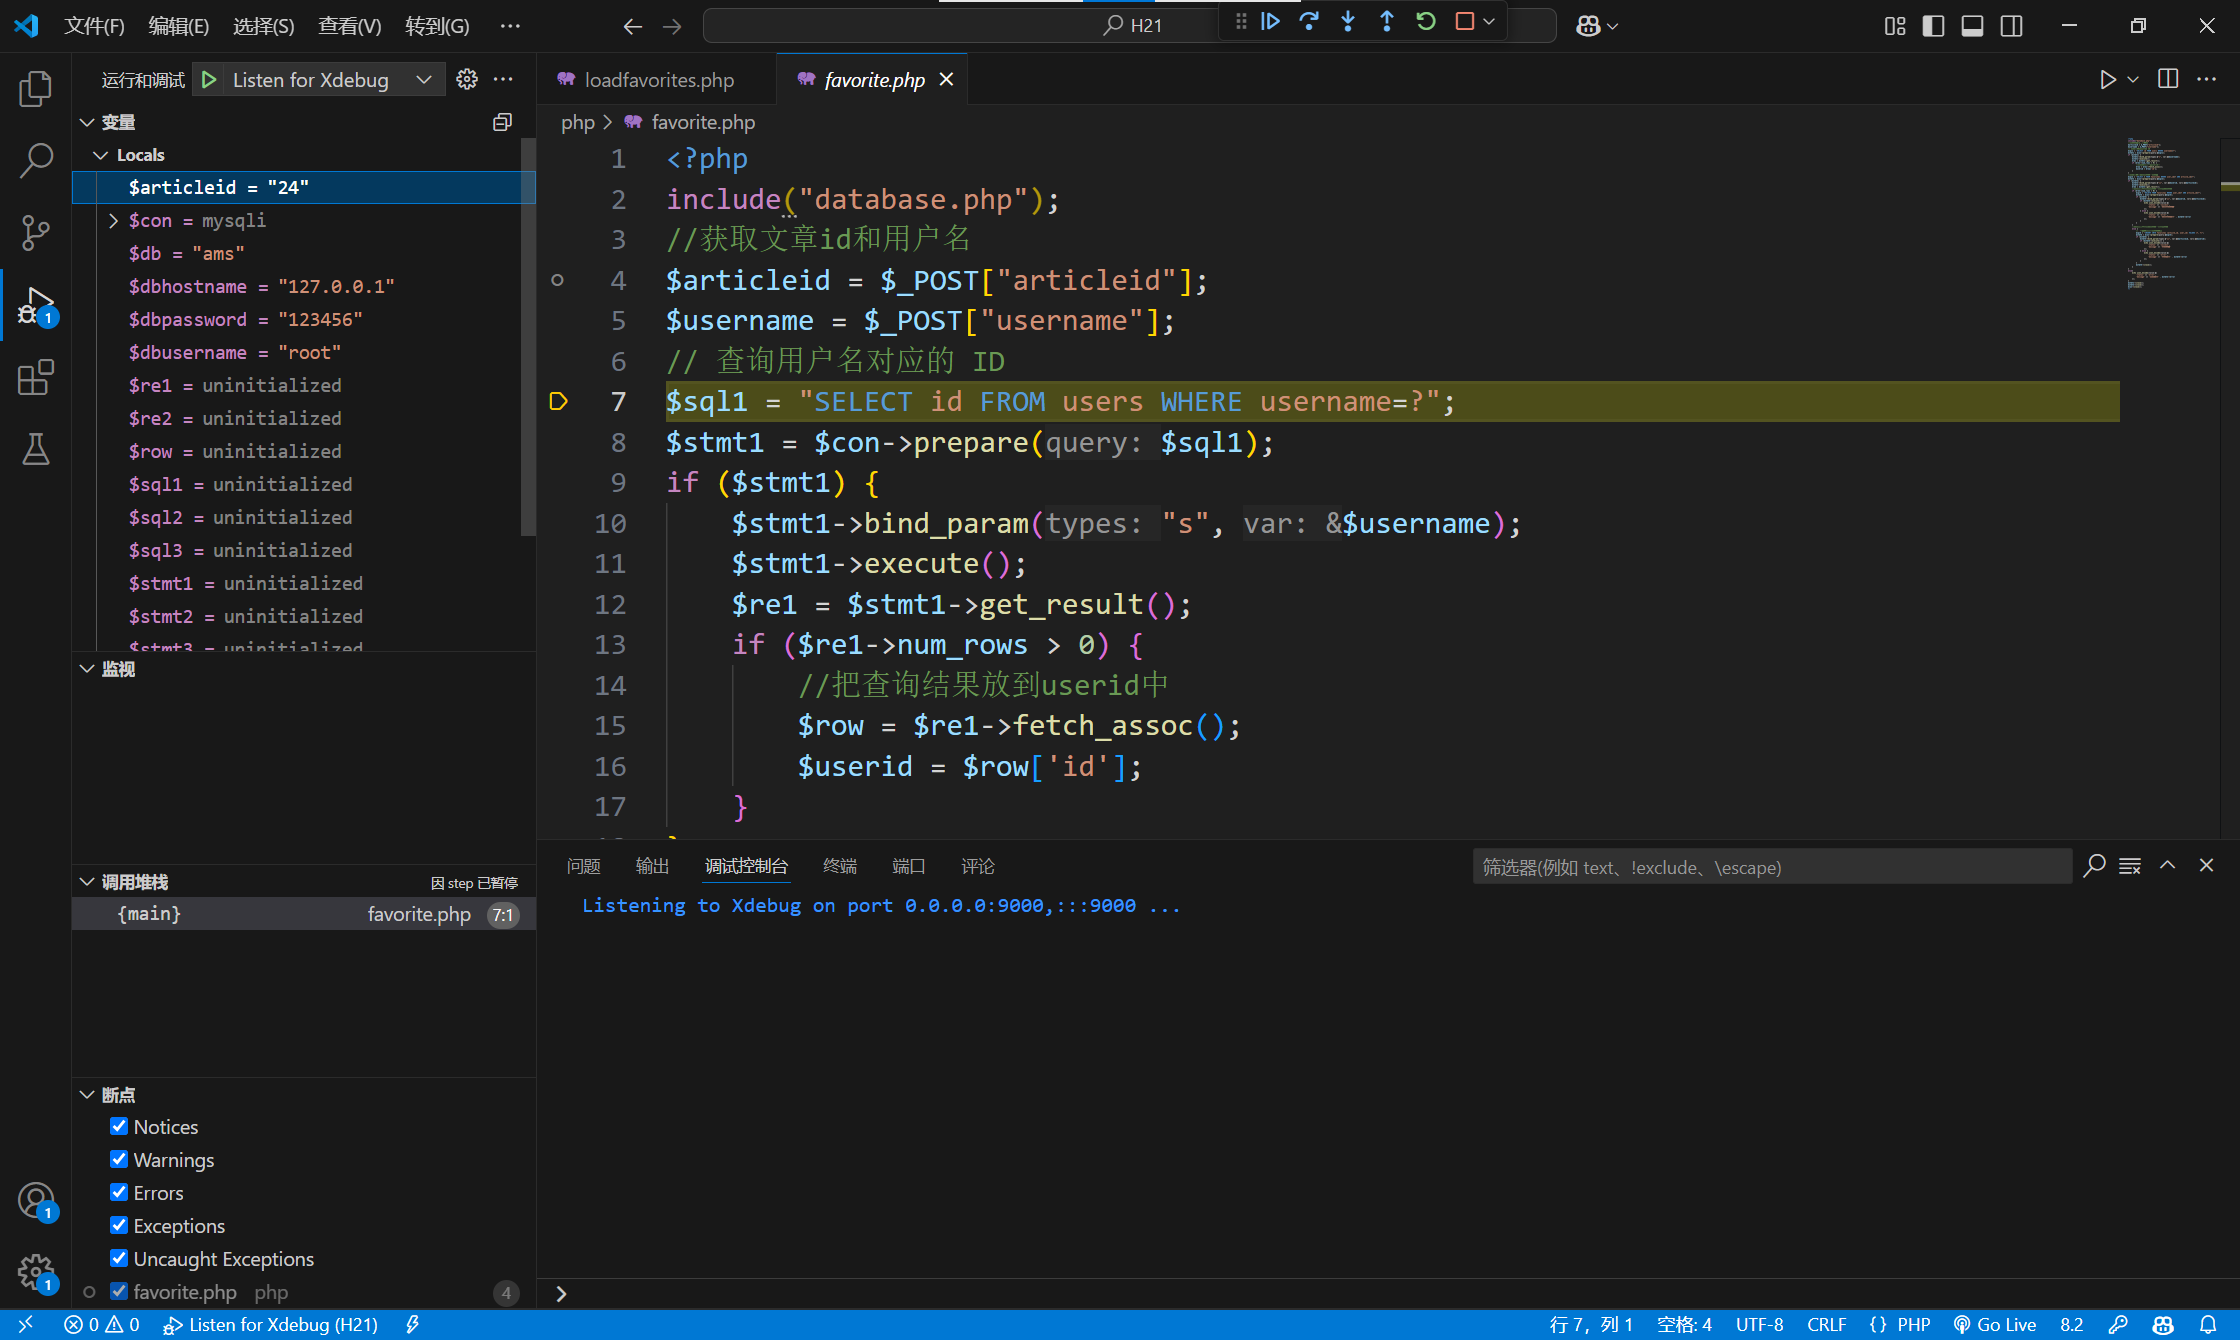 文件(F) 编辑(E) 选择(S) 查看(V) 转到(G) ··· H21
运行和调试 Listen for Xdebug
变量
Locals
$articleid = "24"
$con = mysqli
$db = "ams"
$dbhostname = "127.0.0.1"
$dbpassword = "123456"
$dbusername = "root"
$re1 = uninitialized
$re2 = uninitialized
$row = uninitialized
$sql1 = uninitialized
$sql2 = uninitialized
$sql3 = uninitialized
$stmt1 = uninitialized
$stmt2 = uninitialized
$stmt3 = uninitialized
监视
调用堆栈 因 step 已暂停
{main} favorite.php 7:1
断点
Notices
Warnings
Errors
Exceptions
Uncaught Exceptions
favorite.php php 4
loadfavorites.php favorite.php
php > favorite.php
1 <?php
2 include("database.php");
3 //获取文章id和用户名
4 $articleid = $_POST["articleid"];
5 $username = $_POST["username"];
6 // 查询用户名对应的 ID
7 $sql1 = "SELECT id FROM users WHERE username=?";
8 $stmt1 = $con->prepare(query: $sql1);
9 if ($stmt1) {
10 $stmt1->bind_param(types: "s", var: &$username);
11 $stmt1->execute();
12 $re1 = $stmt1->get_result();
13 if ($re1->num_rows > 0) {
14 //把查询结果放到userid中
15 $row = $re1->fetch_assoc();
16 $userid = $row['id'];
17 }
问题 输出 调试控制台 终端 端口 评论 筛选器(例如 text、!exclude、\escape)
Listening to Xdebug on port 0.0.0.0:9000,:::9000 ...
1
1
1
0 0 Listen for Xdebug (H21) 行 7，列 1 空格: 4 UTF-8 CRLF {} PHP Go Live 8.2